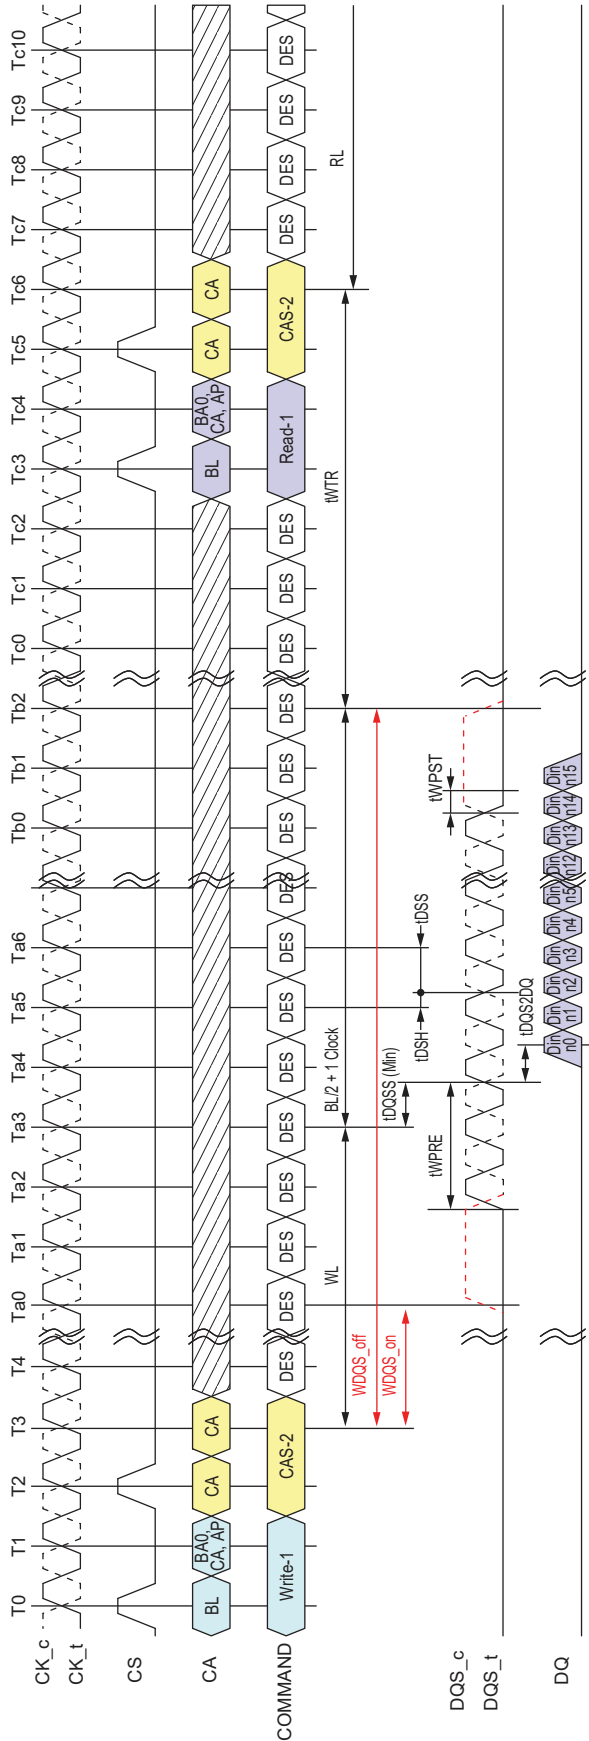 T0 T1 T2 T3 T4 Ta0 Ta1 Ta2 Ta3 Ta4 Ta5 Ta6 Tb0 Tb1 Tb2 Tc0 Tc1 Tc2 Tc3 Tc4 Tc5 Tc6 Tc7 Tc8 Tc9 Tc10
CK_c
CK_t
CS
CA
BL
BA0,
CA, AP
CA
CA
BL
BA0,
CA, AP
CA
CA
COMMAND
Write-1 CAS-2 DES DES DES DES DES DES DES DES DES DES DES DES DES DES DES Read-1 CAS-2 DES DES DES DES
WL
BL/2 + 1 Clock
tWTR
RL
WDQS_off
WDQS_on
tDQSS (Min)
tDSH
tDSS
tWPRE
tWPST
DQS_c
DQS_t
tDQS2DQ
DQ
Din
n0
Din
n1
Din
n2
Din
n3
Din
n4
Din
n5
Din
n12
Din
n13
Din
n14
Din
n15